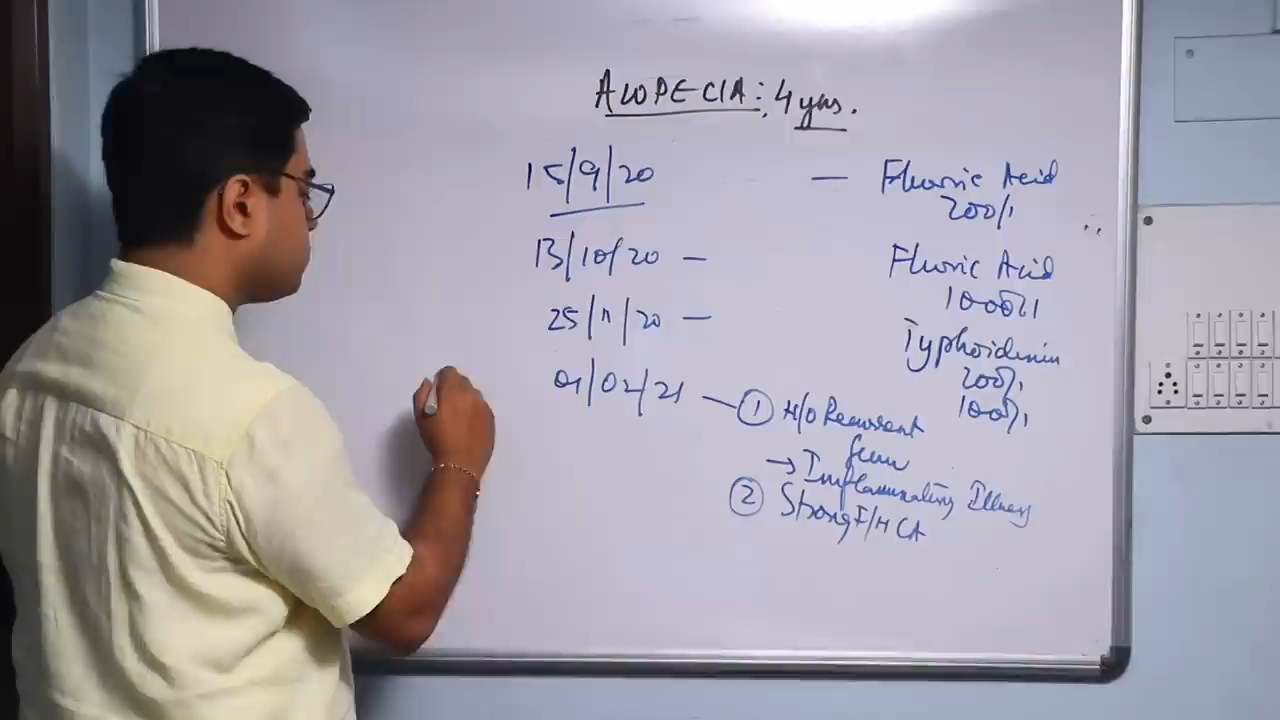 ALOPECIA: 4 yrs.
15/9/20 — Fluoric Acid
200/1
13/10/20 — Fluoric Acid
1000/1
25/11/20 — Typhoidinum
200/1
100/1
01/02/21 — ① H/O Recurrent
fever
→ Inflammatory Illness
② Strong F/H CA